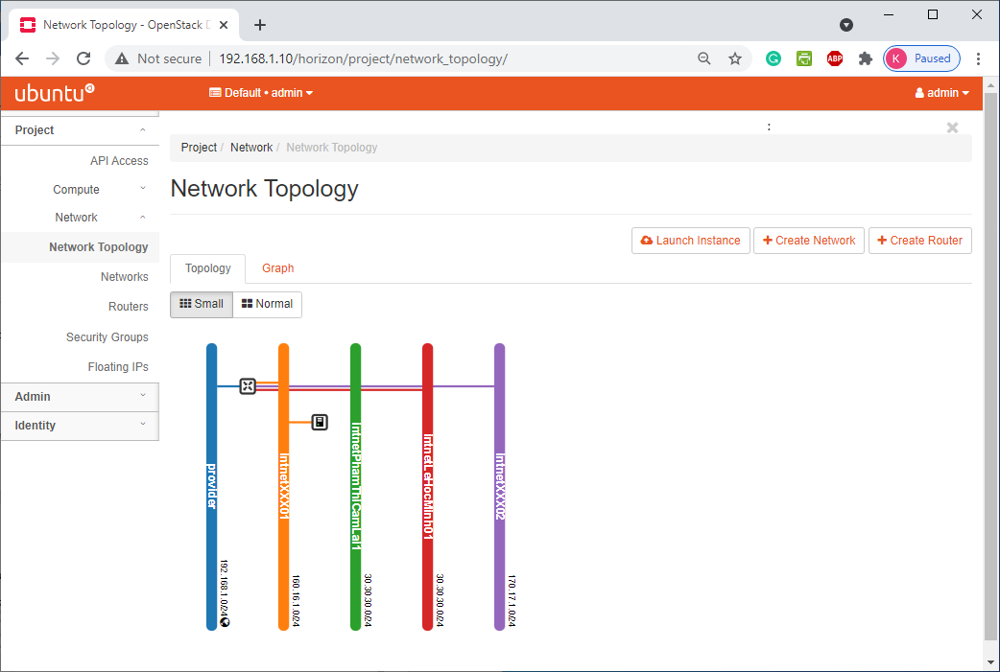 Network Topology - OpenStack D
Not secure
192.168.1.10/horizon/project/network_topology/
ABP
K Paused
ubuntu
Default • admin
admin
Project
API Access
Compute
Network
Network Topology
Networks
Routers
Security Groups
Floating IPs
Admin
Identity
:
Project / Network / Network Topology
Network Topology
Launch Instance
Create Network
Create Router
Topology
Graph
Small
Normal
provider
192.168.1.0/24
IntnetXXX01
160.16.1.0/24
IntnetPhamThiCamLai1
30.30.30.0/24
IntnetLeHocMinh01
30.30.30.0/24
IntnetXXX02
170.17.1.0/24